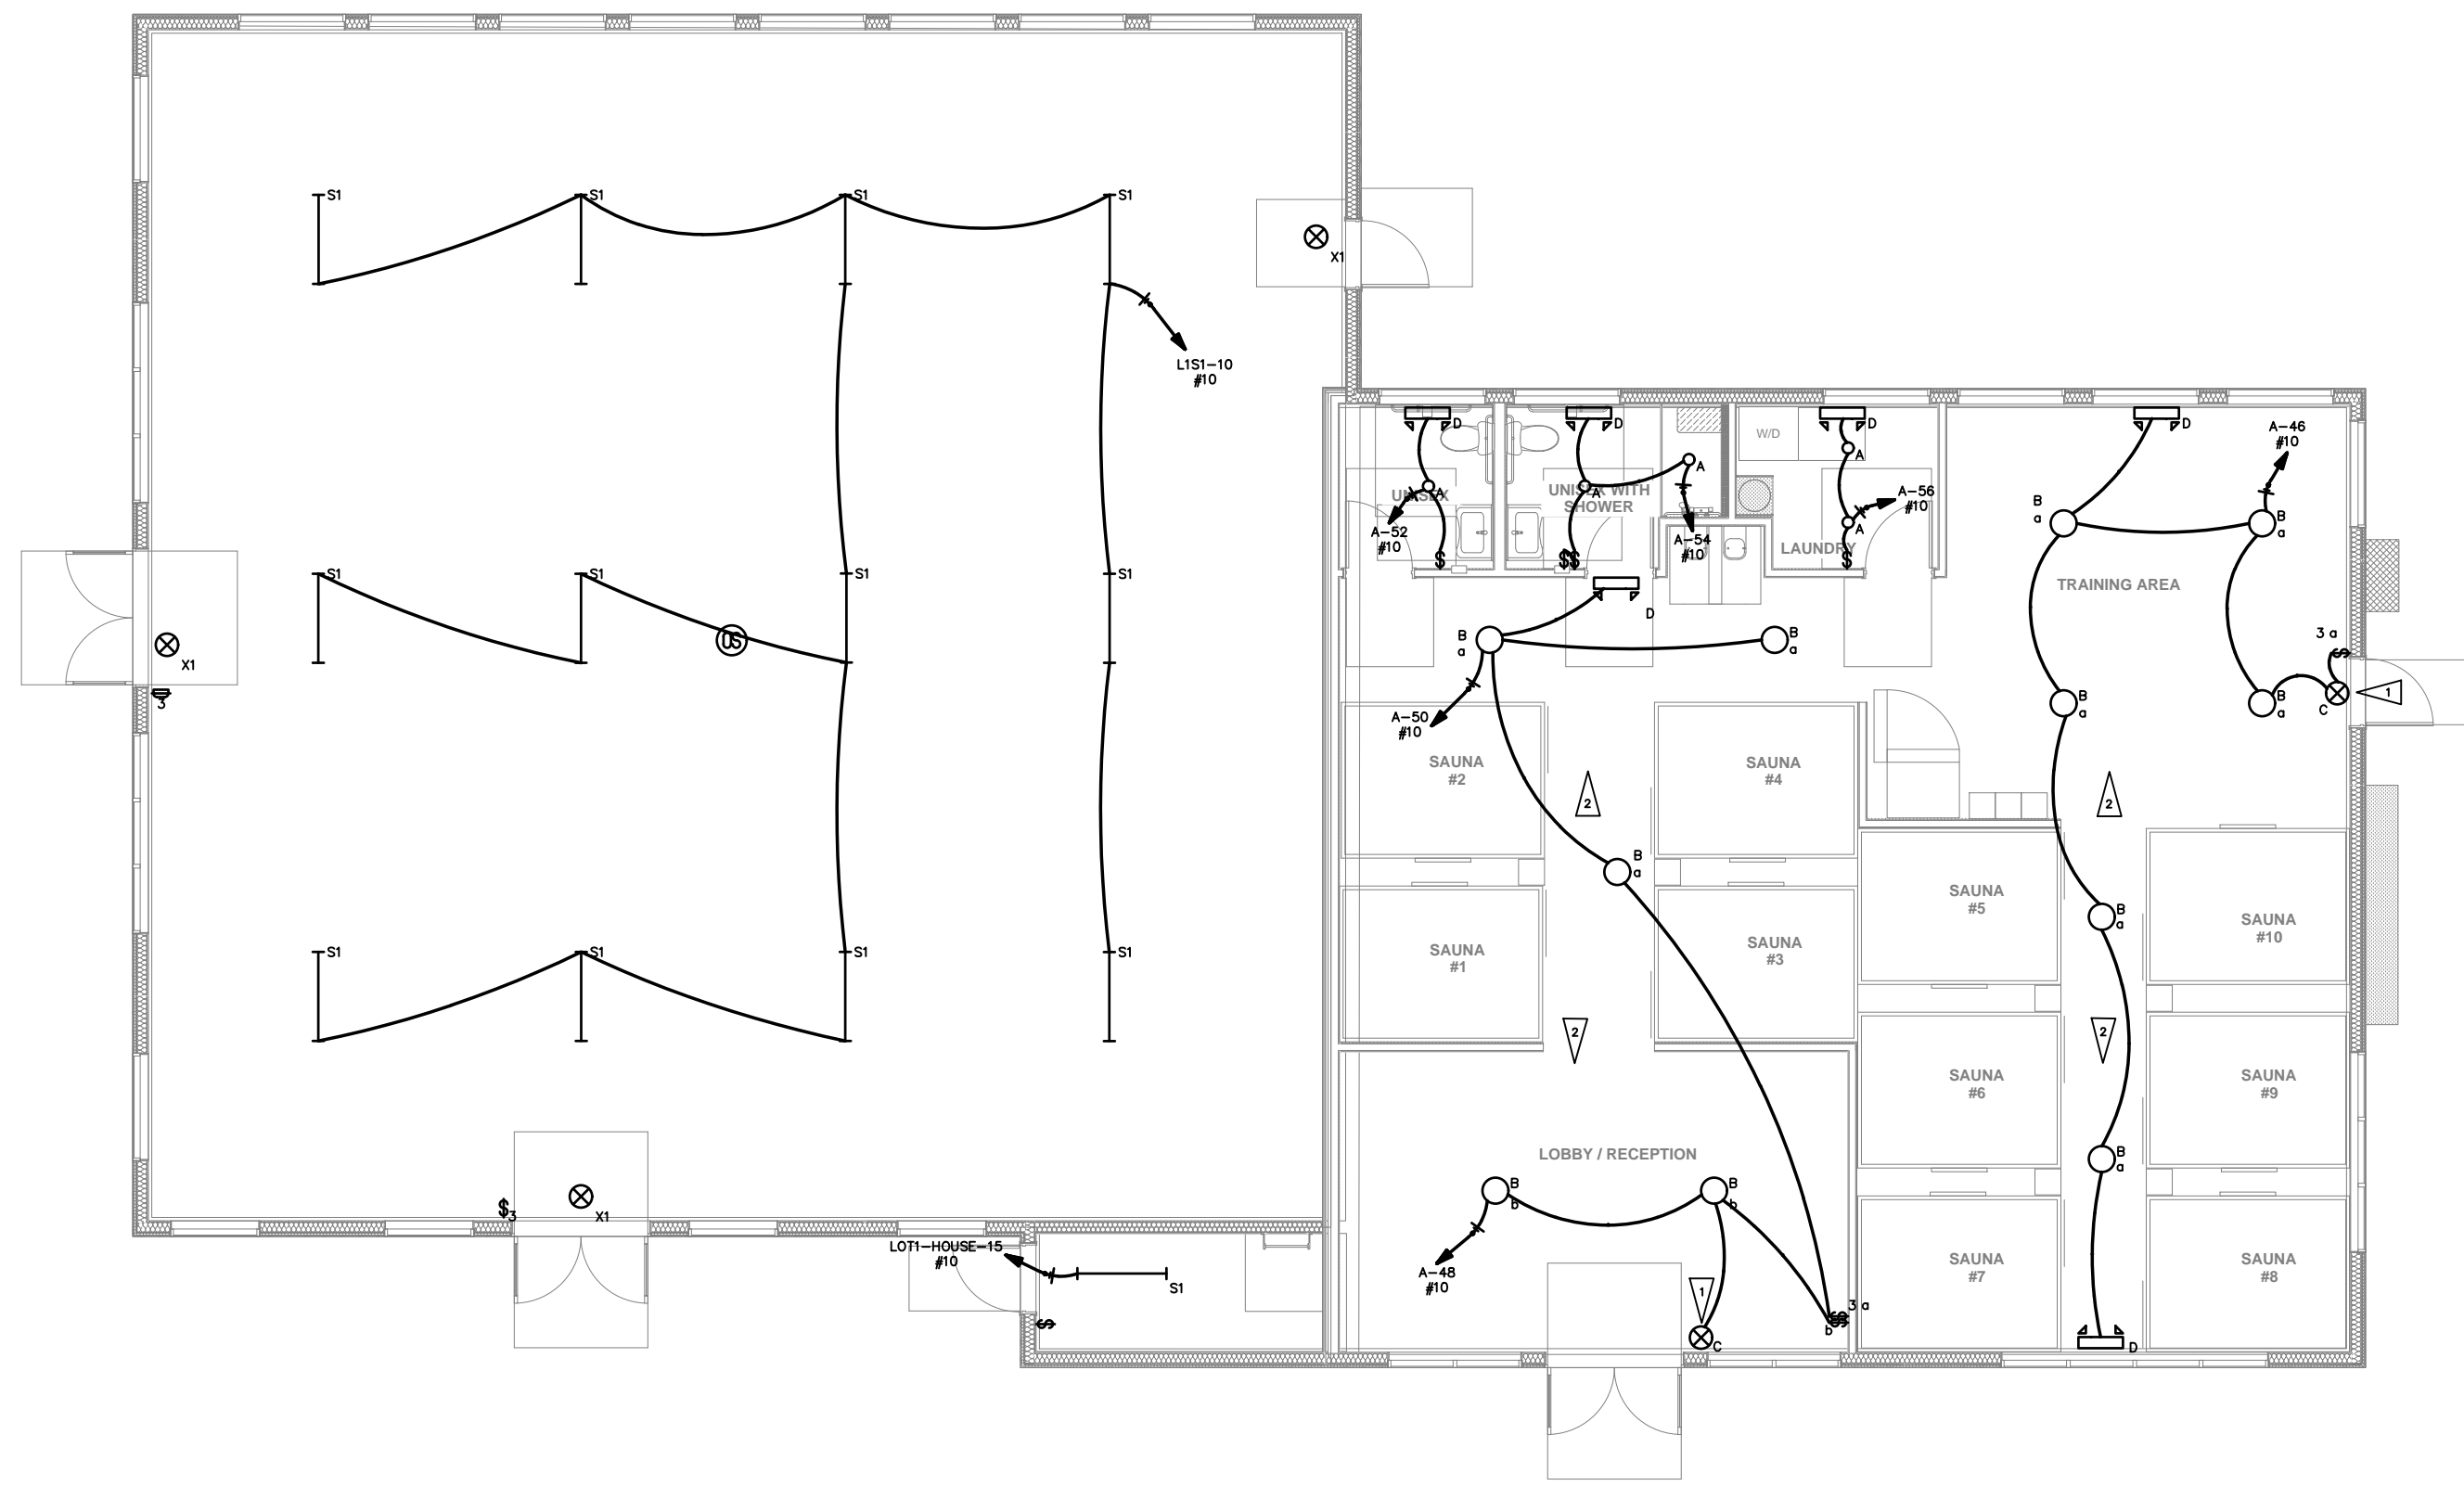 S1
S1
S1
S1
X1
L1S1-10
#10
D
D
D
D
W/D
A
A
A-46
#10
UNISEX
A
UNISEX WITH
SHOWER
A
A-56
#10
A
A-52
#10
A-54
#10
LAUNDRY
B
a
B
a
TRAINING AREA
S1
S1
S1
S1
OS
$
$
$
$
D
B
a
B
a
3 a
$
X1
3
A-50
#10
B
a
B
a
C
1
SAUNA
#2
SAUNA
#4
2
2
B
a
SAUNA
#5
B
a
SAUNA
#10
S1
S1
S1
S1
SAUNA
#1
SAUNA
#3
2
2
SAUNA
#6
SAUNA
#9
LOBBY / RECEPTION
B
a
B
b
B
b
$3
X1
LOT1-HOUSE-15
#10
S1
$
A-48
#10
1
C
3 a
$
$
b
SAUNA
#7
SAUNA
#8
D